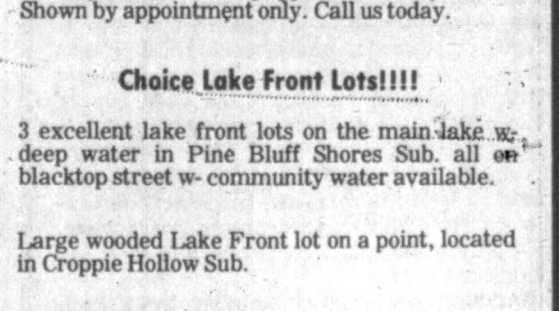 Shown by appointment only. Call us today.
Choice Lake Front Lots!!!!
3 excellent lake front lots on the main lake w-
deep water in Pine Bluff Shores Sub. all on
blacktop street w- community water available.
Large wooded Lake Front lot on a point, located
in Croppie Hollow Sub.